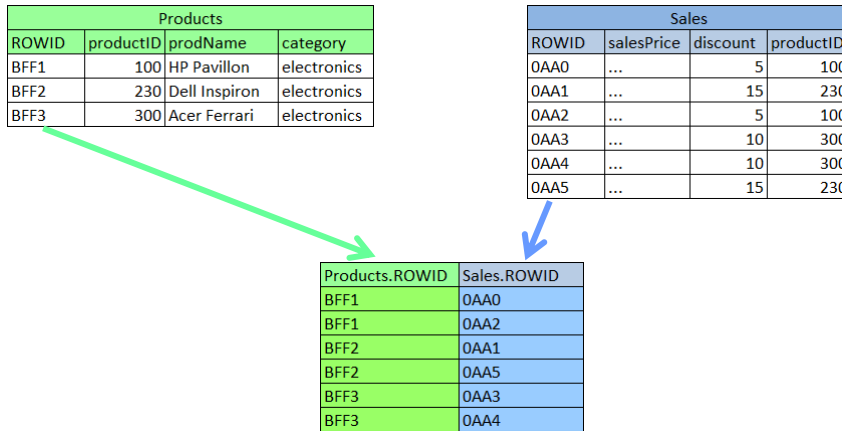 Products
ROWID productID prodName category
BFF1 100 HP Pavillon electronics
BFF2 230 Dell Inspiron electronics
BFF3 300 Acer Ferrari electronics
Sales
ROWID salesPrice discount productID
0AA0 ... 5 100
0AA1 ... 15 230
0AA2 ... 5 100
0AA3 ... 10 300
0AA4 ... 10 300
0AA5 ... 15 230
Products.ROWID Sales.ROWID
BFF1 0AA0
BFF1 0AA2
BFF2 0AA1
BFF2 0AA5
BFF3 0AA3
BFF3 0AA4